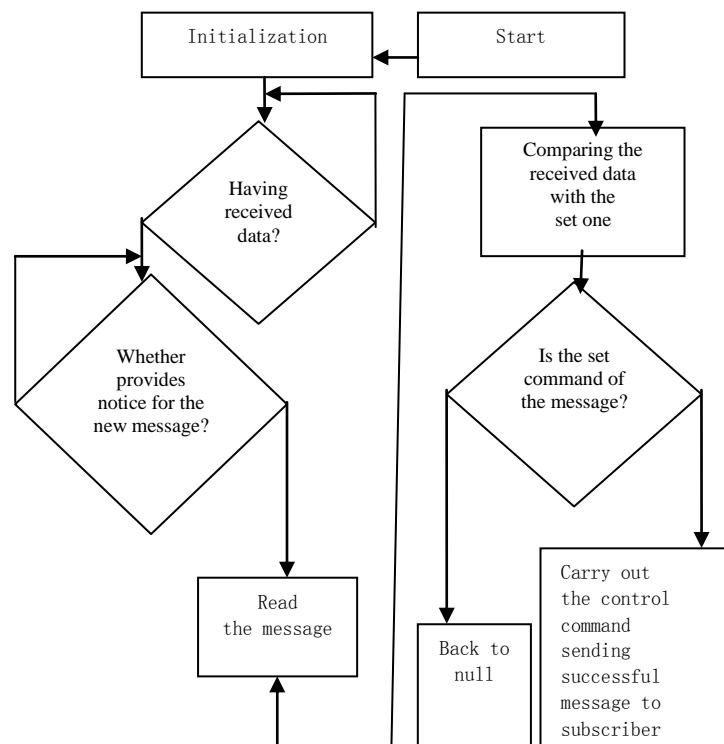 Initialization
Start
Having
received
data?
Comparing the
received data
with the
set one
Whether
provides
notice for the
new message?
Is the set
command of
the message?
Read
the message
Back to
null
Carry out
the control
command
sending
successful
message to
subscriber